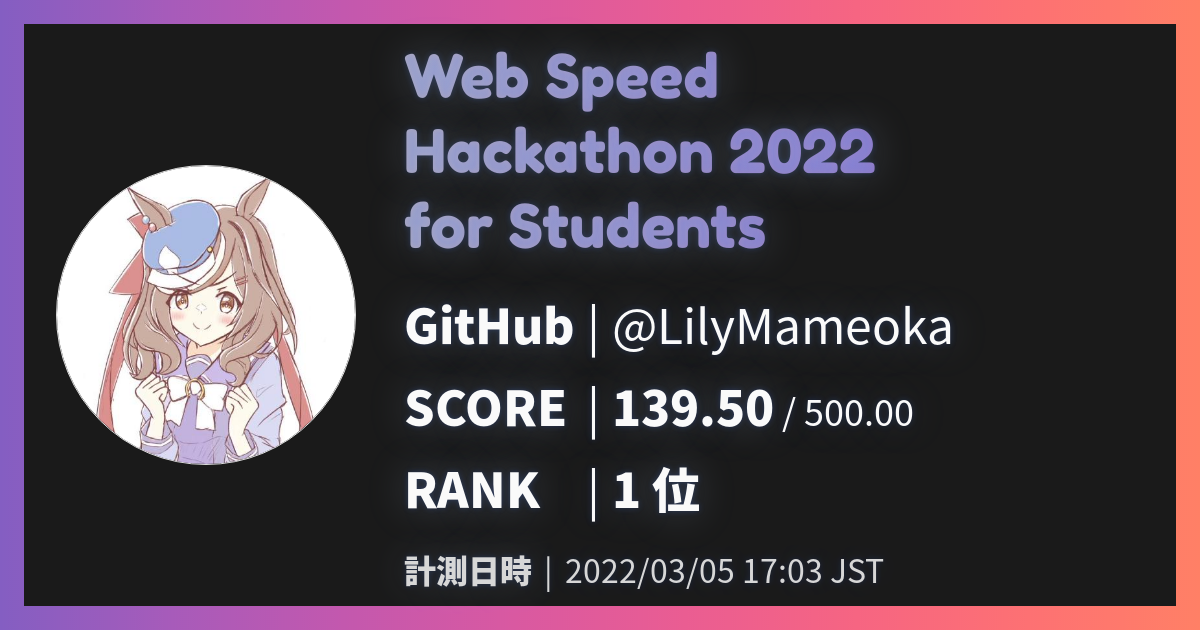 Web Speed
Hackathon 2022
for Students
GitHub | @LilyMameoka
SCORE | 139.50 / 500.00
RANK | 1 位
計測日時 | 2022/03/05 17:03 JST